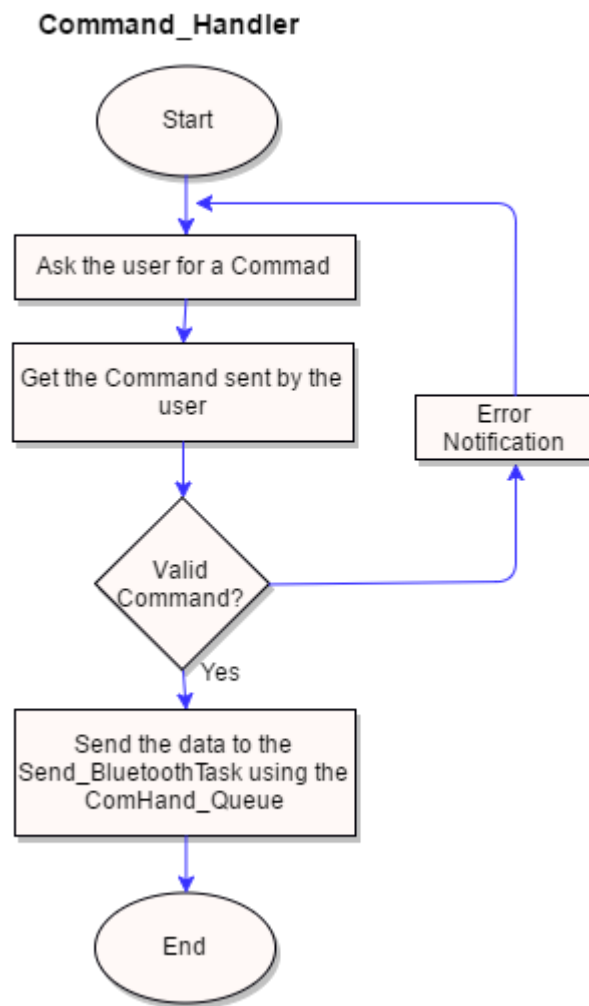 Command_Handler
Start
Ask the user for a Commad
Get the Command sent by the
user
Error
Notification
Valid
Command?
Yes
Send the data to the
Send_BluetoothTask using the
ComHand_Queue
End